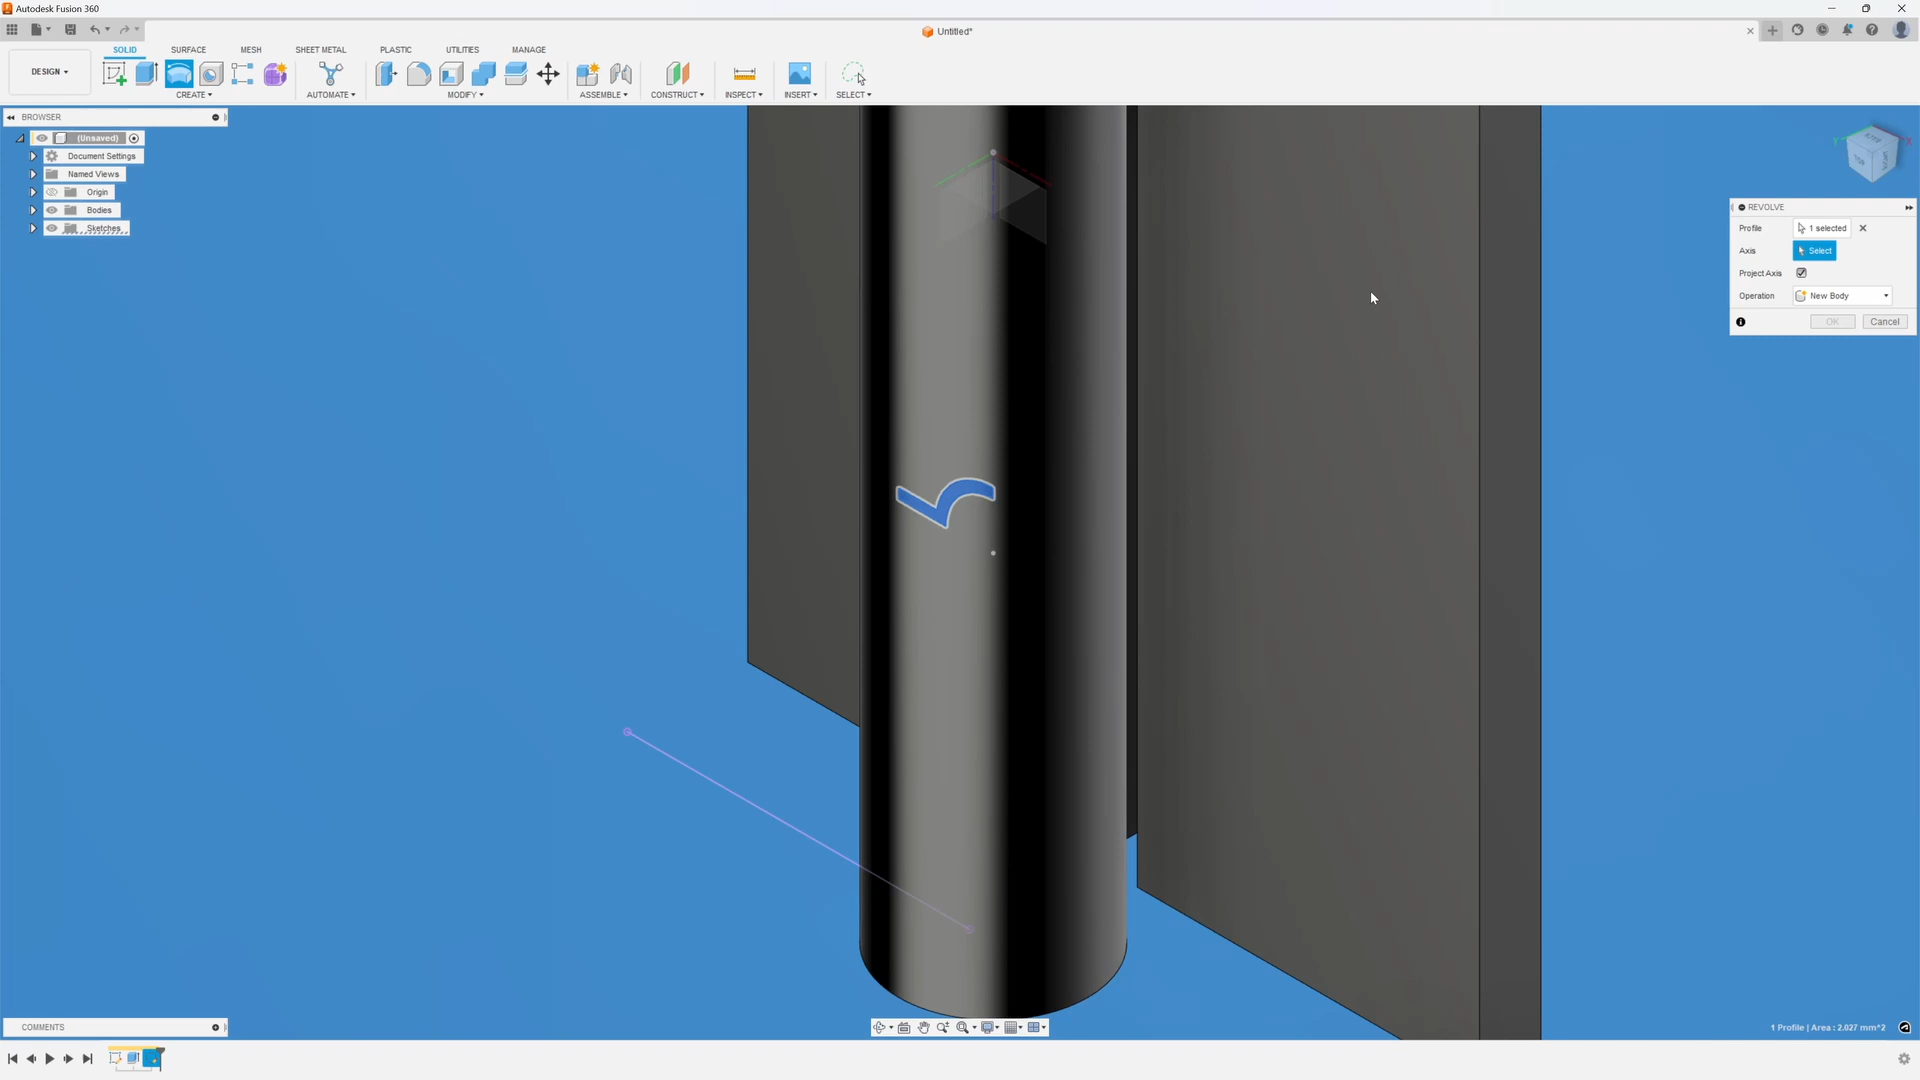 Autodesk Fusion 360
Untitled*
SOLID SURFACE MESH SHEET METAL PLASTIC UTILITIES MANAGE
DESIGN
CREATE AUTOMATE MODIFY ASSEMBLE CONSTRUCT INSPECT INSERT SELECT
BROWSER
(Unsaved)
Document Settings
Named Views
Origin
Bodies
Sketches
TOP
REVOLVE
Profile 1 selected
Axis Select
Project Axis
Operation New Body
OK Cancel
COMMENTS
1 Profile | Area : 2.027 mm^2